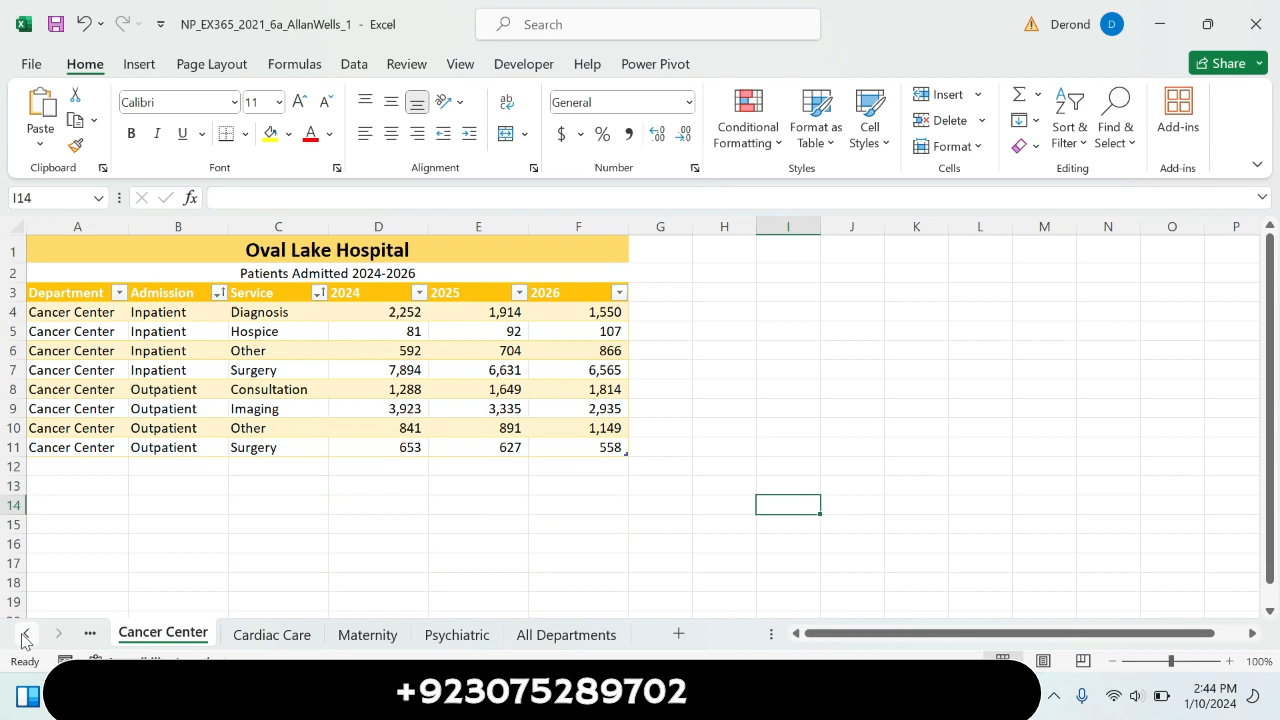 NP_EX365_2021_6a_AllanWells_1 - Excel
Search
Derond D
File Home Insert Page Layout Formulas Data Review View Developer Help Power Pivot Share
Paste
Calibri 11
B I U A
General
$ % 9
Conditional Formatting
Format as Table
Cell Styles
Insert
Delete
Format
Sort & Filter
Find & Select
Add-ins
Clipboard Font Alignment Number Styles Cells Editing Add-ins
I14 fx
A B C D E F G H I J K L M N O P
1 Oval Lake Hospital
2 Patients Admitted 2024-2026
3 Department Admission Service 2024 2025 2026
4 Cancer Center Inpatient Diagnosis 2,252 1,914 1,550
5 Cancer Center Inpatient Hospice 81 92 107
6 Cancer Center Inpatient Other 592 704 866
7 Cancer Center Inpatient Surgery 7,894 6,631 6,565
8 Cancer Center Outpatient Consultation 1,288 1,649 1,814
9 Cancer Center Outpatient Imaging 3,923 3,335 2,935
10 Cancer Center Outpatient Other 841 891 1,149
11 Cancer Center Outpatient Surgery 653 627 558
12
13
14
15
16
17
18
19
Cancer Center Cardiac Care Maternity Psychiatric All Departments
Ready 100%
+923075289702
2:44 PM
1/10/2024